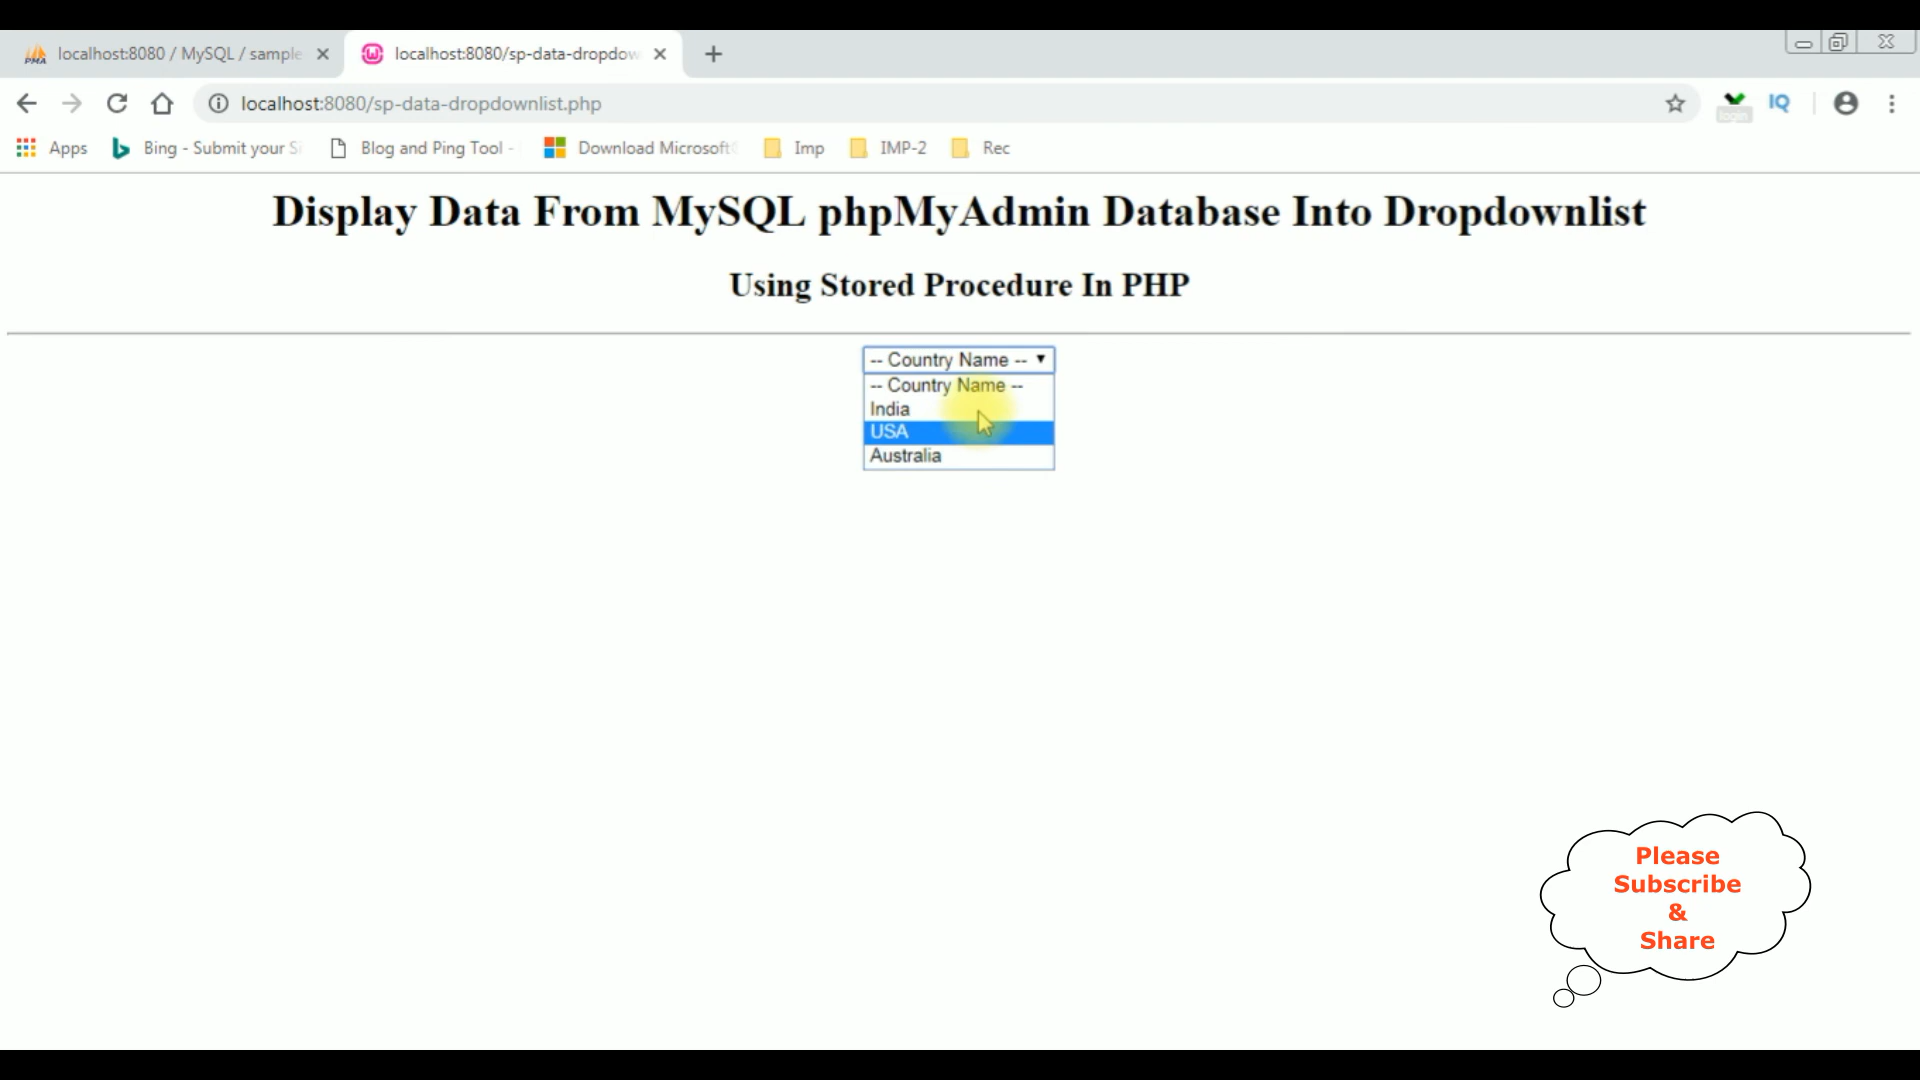 localhost:8080 / MySQL / sample
localhost:8080/sp-data-dropdow
localhost:8080/sp-data-dropdownlist.php
login
IQ
Apps
Bing - Submit your Si
Blog and Ping Tool -
Download Microsoft
Imp
IMP-2
Rec
Display Data From MySQL phpMyAdmin Database Into Dropdownlist
Using Stored Procedure In PHP
-- Country Name --
-- Country Name --
India
USA
Australia
Please
Subscribe
&
Share